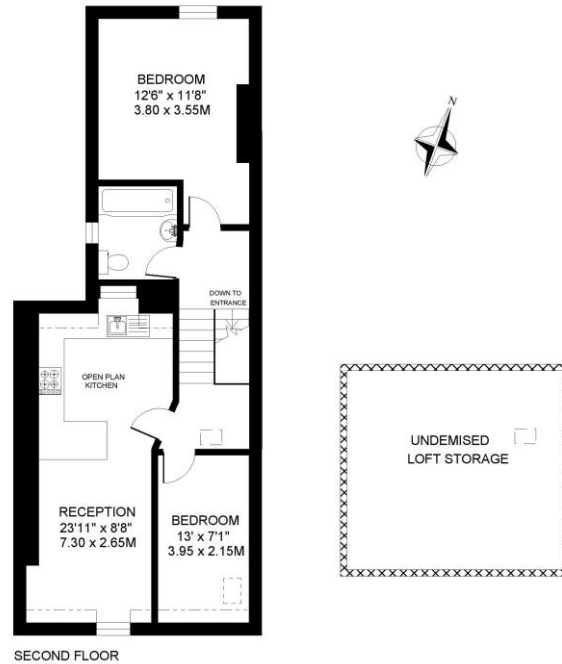 BEDROOM
12'6" x 11'8"
3.80 x 3.55M
N
DOWN TO
ENTRANCE
OPEN PLAN
KITCHEN
RECEPTION
23'11" x 8'8"
7.30 x 2.65M
BEDROOM
13' x 7'1"
3.95 x 2.15M
UNDEMISED
LOFT STORAGE
SECOND FLOOR